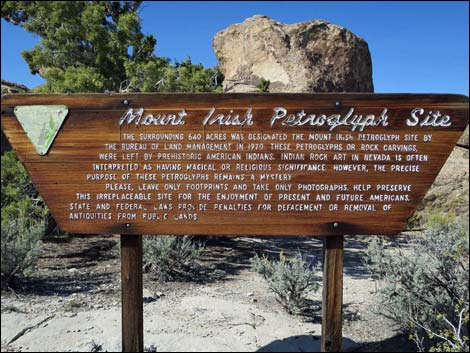 Mount Irish Petroglyph Site
THE SURROUNDING 640 ACRES WAS DESIGNATED THE MOUNT IRISH PETROGLYPH SITE BY
THE BUREAU OF LAND MANAGEMENT IN 1970. THESE PETROGLYPHS OR ROCK CARVINGS,
WERE LEFT BY PREHISTORIC AMERICAN INDIANS. INDIAN ROCK ART IN NEVADA IS OFTEN
INTERPRETED AS HAVING MAGICAL OR RELIGIOUS SIGNIFICANCE HOWEVER, THE PRECISE
PURPOSE OF THESE PETROGLYPHS REMAINS A MYSTERY
PLEASE, LEAVE ONLY FOOTPRINTS AND TAKE ONLY PHOTOGRAPHS. HELP PRESERVE
THIS IRREPLACEABLE SITE FOR THE ENJOYMENT OF PRESENT AND FUTURE AMERICANS.
STATE AND FEDERAL LAWS PROVIDE PENALTIES FOR DEFACEMENT OR REMOVAL OF
ANTIQUITIES FROM PUBLIC LANDS